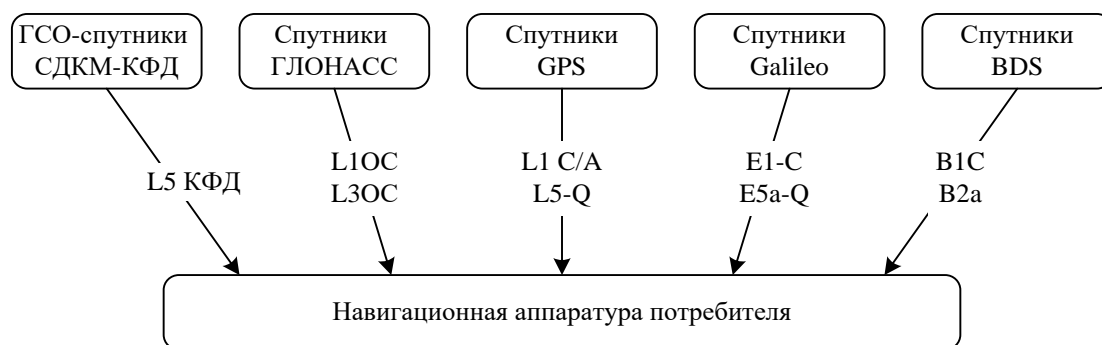 ГСО-спутники
СДКМ-КФД
Спутники
ГЛОНАСС
Спутники
GPS
Спутники
Galileo
Спутники
BDS
L5 КФД
L1OC
L3OC
L1 C/A
L5-Q
E1-C
E5a-Q
B1C
B2a
Навигационная аппаратура потребителя